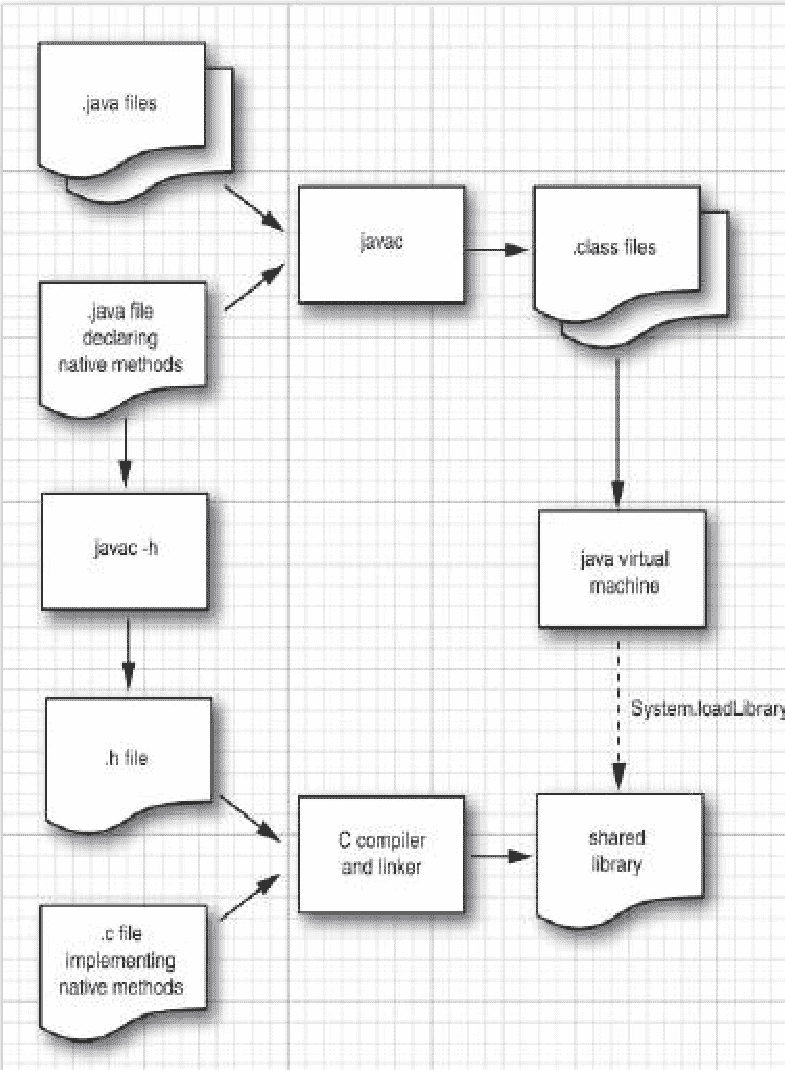 .java files
javac
.class files
.java file
declaring
native methods
javac -h
java virtual
machine
System.loadLibrary
.h file
C compiler
and linker
shared
library
.c file
implementing
native methods